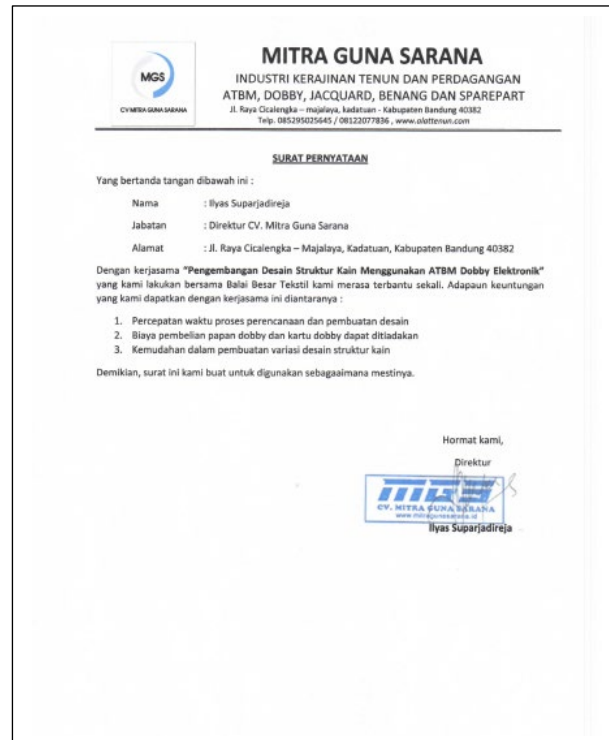 MGS
CV MITRA GUNA SARANA
MITRA GUNA SARANA
INDUSTRI KERAJINAN TENUN DAN PERDAGANGAN
ATBM, DOBBY, JACQUARD, BENANG DAN SPAREPART
Jl. Raya Cicalengka – majalaya, kadatuan - Kabupaten Bandung 40382
Telp. 085295025645 / 08122077836 , www.alattenun.com
SURAT PERNYATAAN
Yang bertanda tangan dibawah ini :
Nama : Ilyas Suparjadireja
Jabatan : Direktur CV. Mitra Guna Sarana
Alamat : Jl. Raya Cicalengka – Majalaya, Kadatuan, Kabupaten Bandung 40382
Dengan kerjasama "Pengembangan Desain Struktur Kain Menggunakan ATBM Dobby Elektronik"
yang kami lakukan bersama Balai Besar Tekstil kami merasa terbantu sekali. Adapaun keuntungan
yang kami dapatkan dengan kerjasama ini diantaranya :
1. Percepatan waktu proses perencanaan dan pembuatan desain
2. Biaya pembelian papan dobby dan kartu dobby dapat ditiadakan
3. Kemudahan dalam pembuatan variasi desain struktur kain
Demikian, surat ini kami buat untuk digunakan sebagaaimana mestinya.
Hormat kami,
Direktur
MGS
CV. MITRA GUNA SARANA
www.mitragunasarana.id
Ilyas Suparjadireja